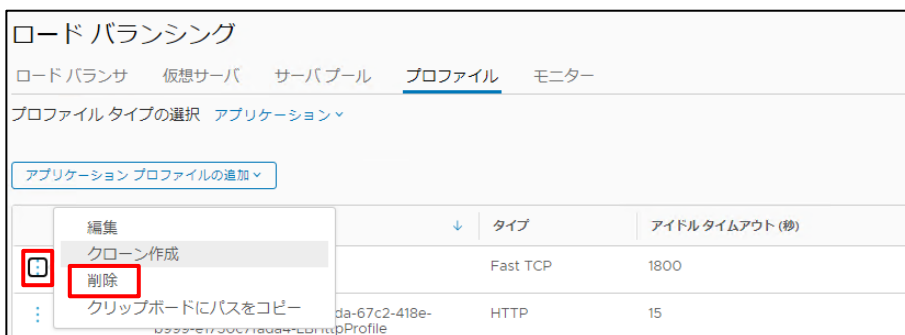 ロード バランシング
ロード バランサ 仮想サーバ サーバ プール プロファイル モニター
プロファイル タイプの選択 アプリケーション
アプリケーション プロファイルの追加
タイプ アイドル タイムアウト (秒)
編集
クローン作成
Fast TCP 1800
削除
クリップボードにパスをコピー
da-67c2-418e- HTTP 15